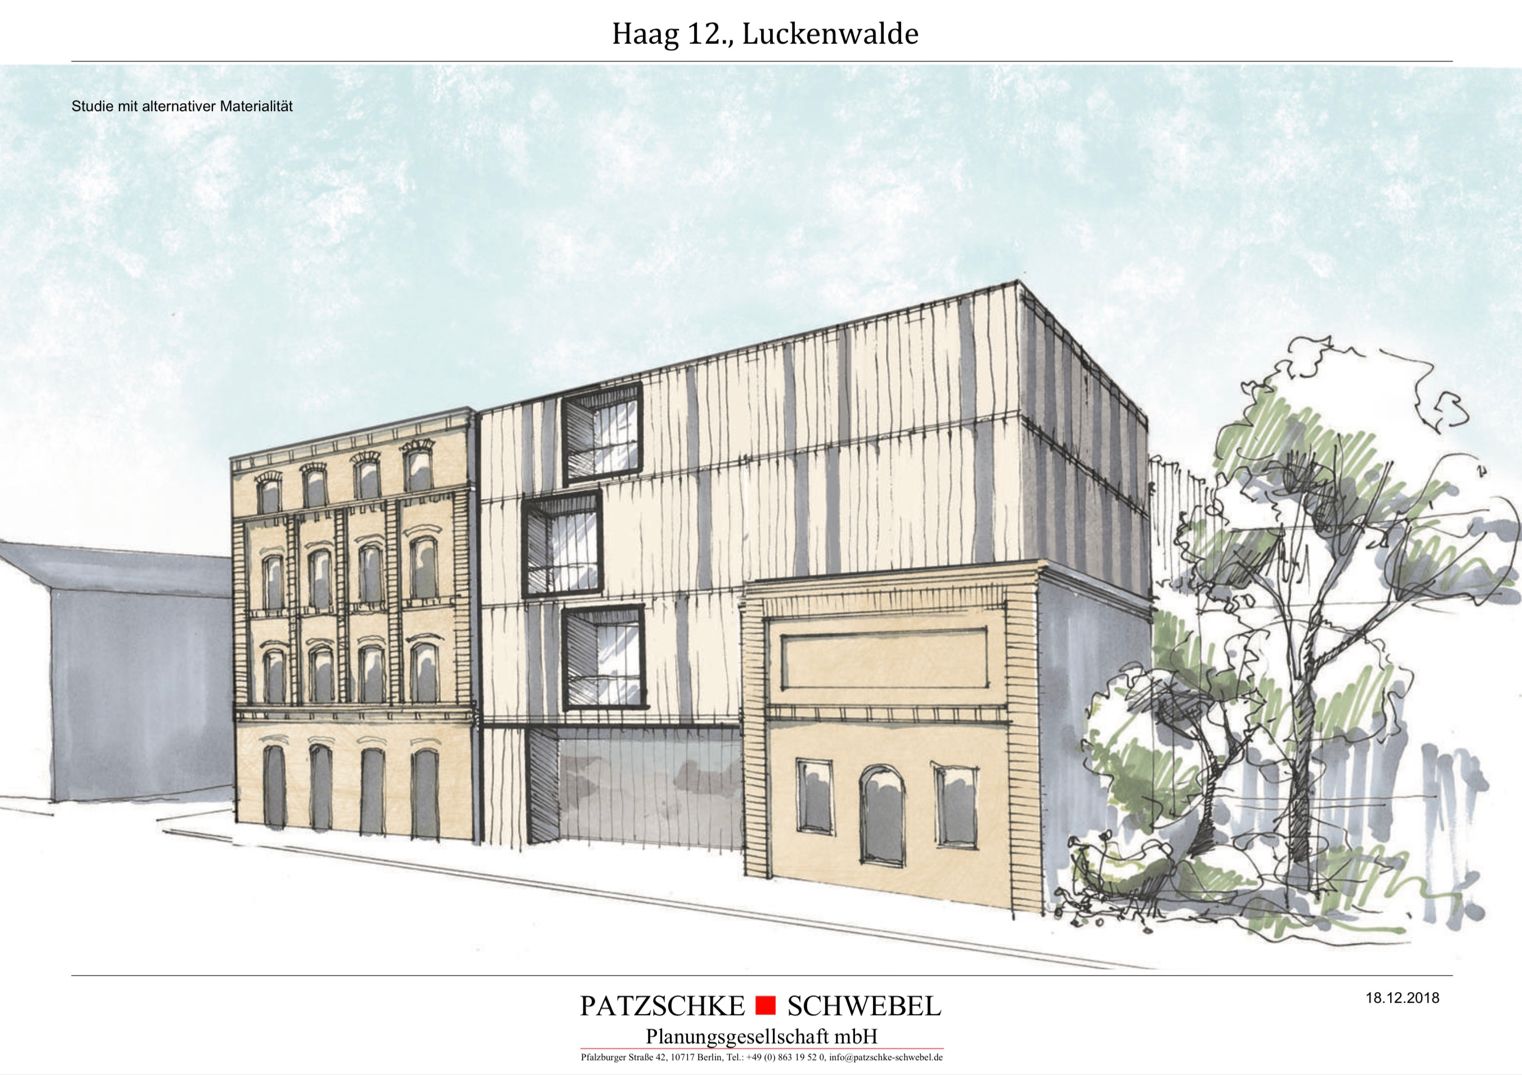 Haag 12., Luckenwalde
Studie mit alternativer Materialität
PATZSCHKE SCHWEBEL
Planungsgesellschaft mbH
Pfalzburger Straße 42, 10717 Berlin, Tel.: +49 (0) 863 19 52 0, info@patzschke-schwebel.de
18.12.2018